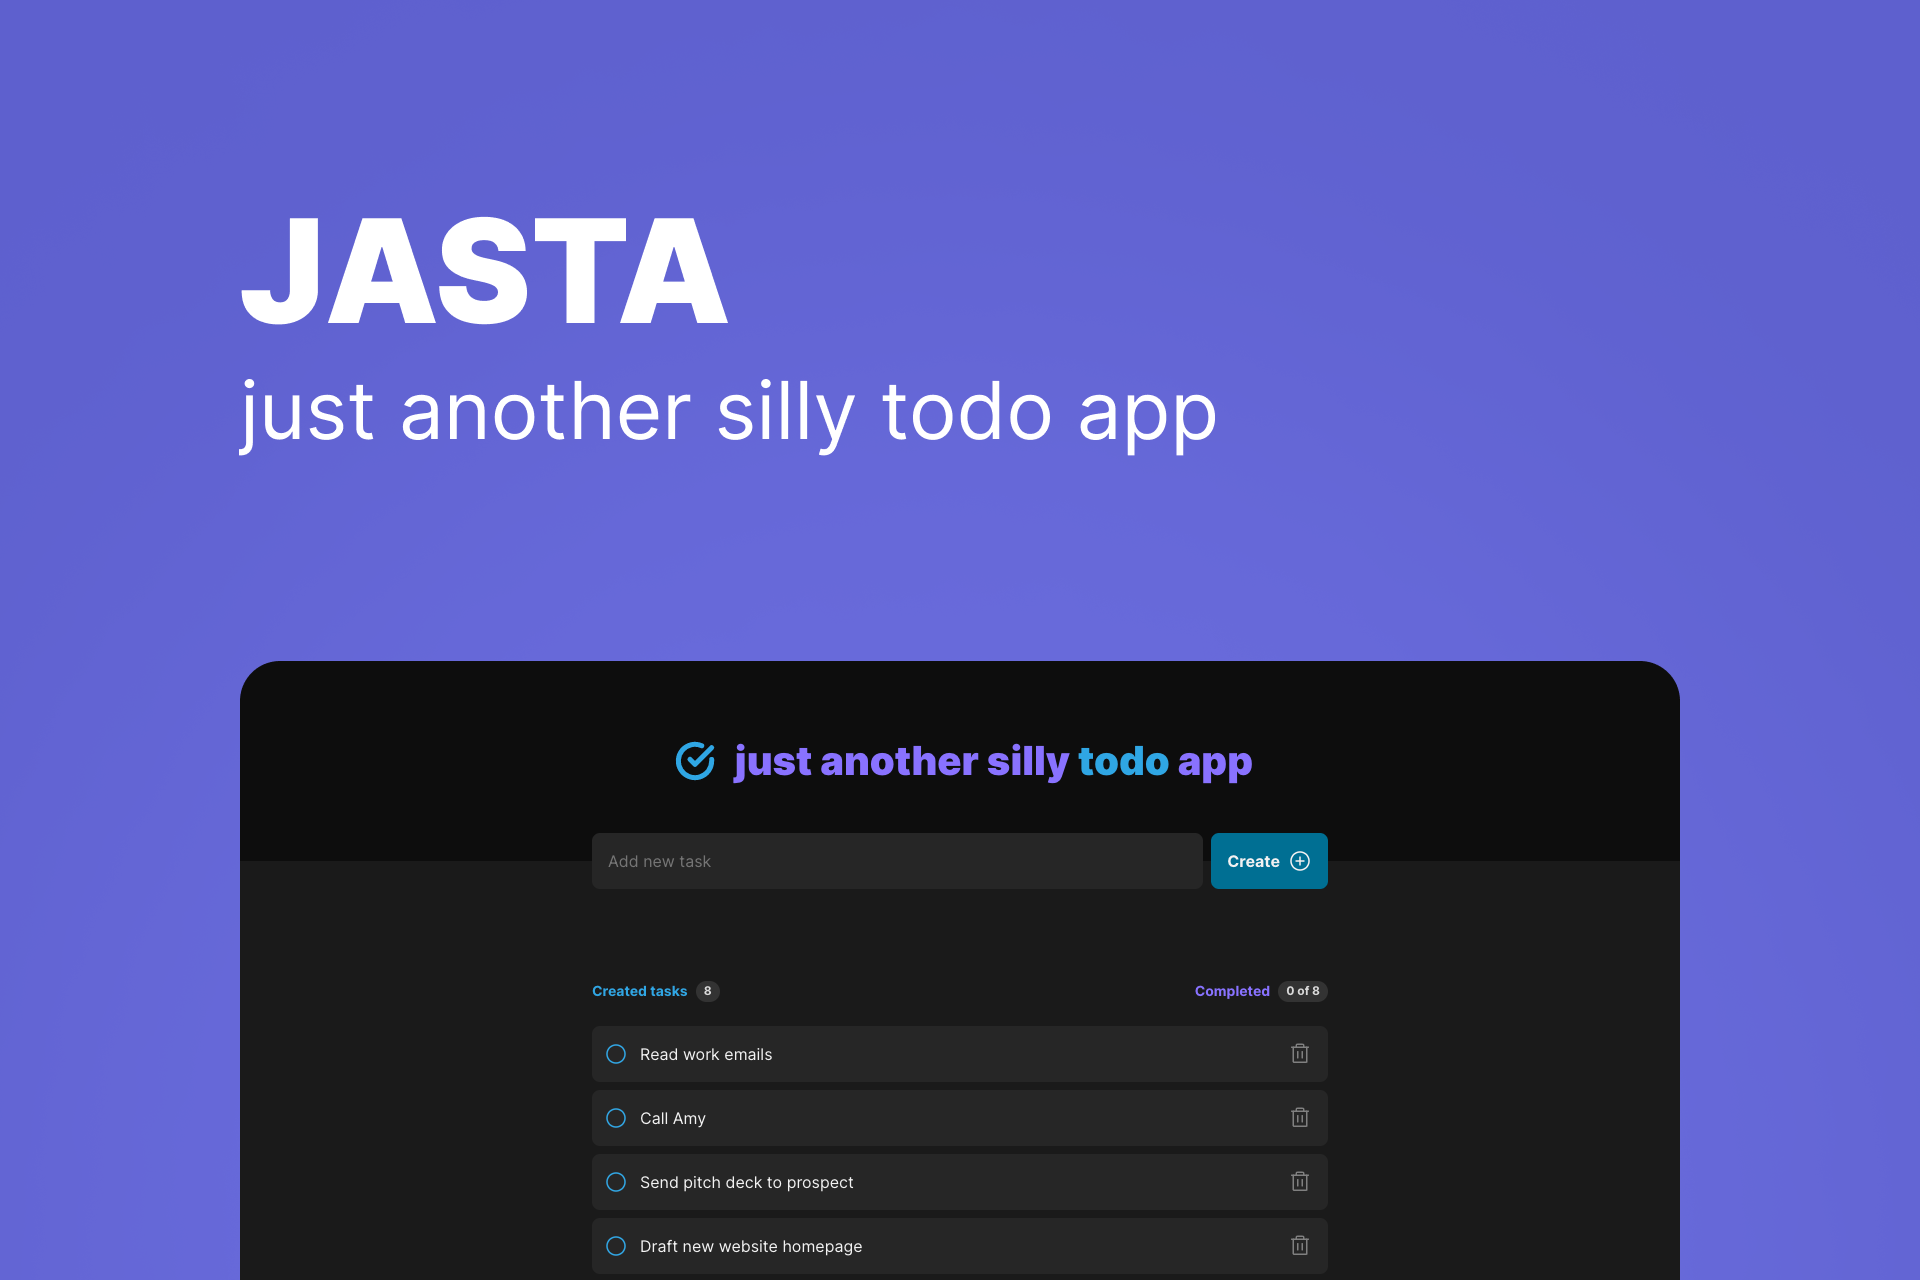 JASTA
just another silly todo app
just another silly todo app
Add new task
Create
Created tasks 8
Completed 0 of 8
Read work emails
Call Amy
Send pitch deck to prospect
Draft new website homepage